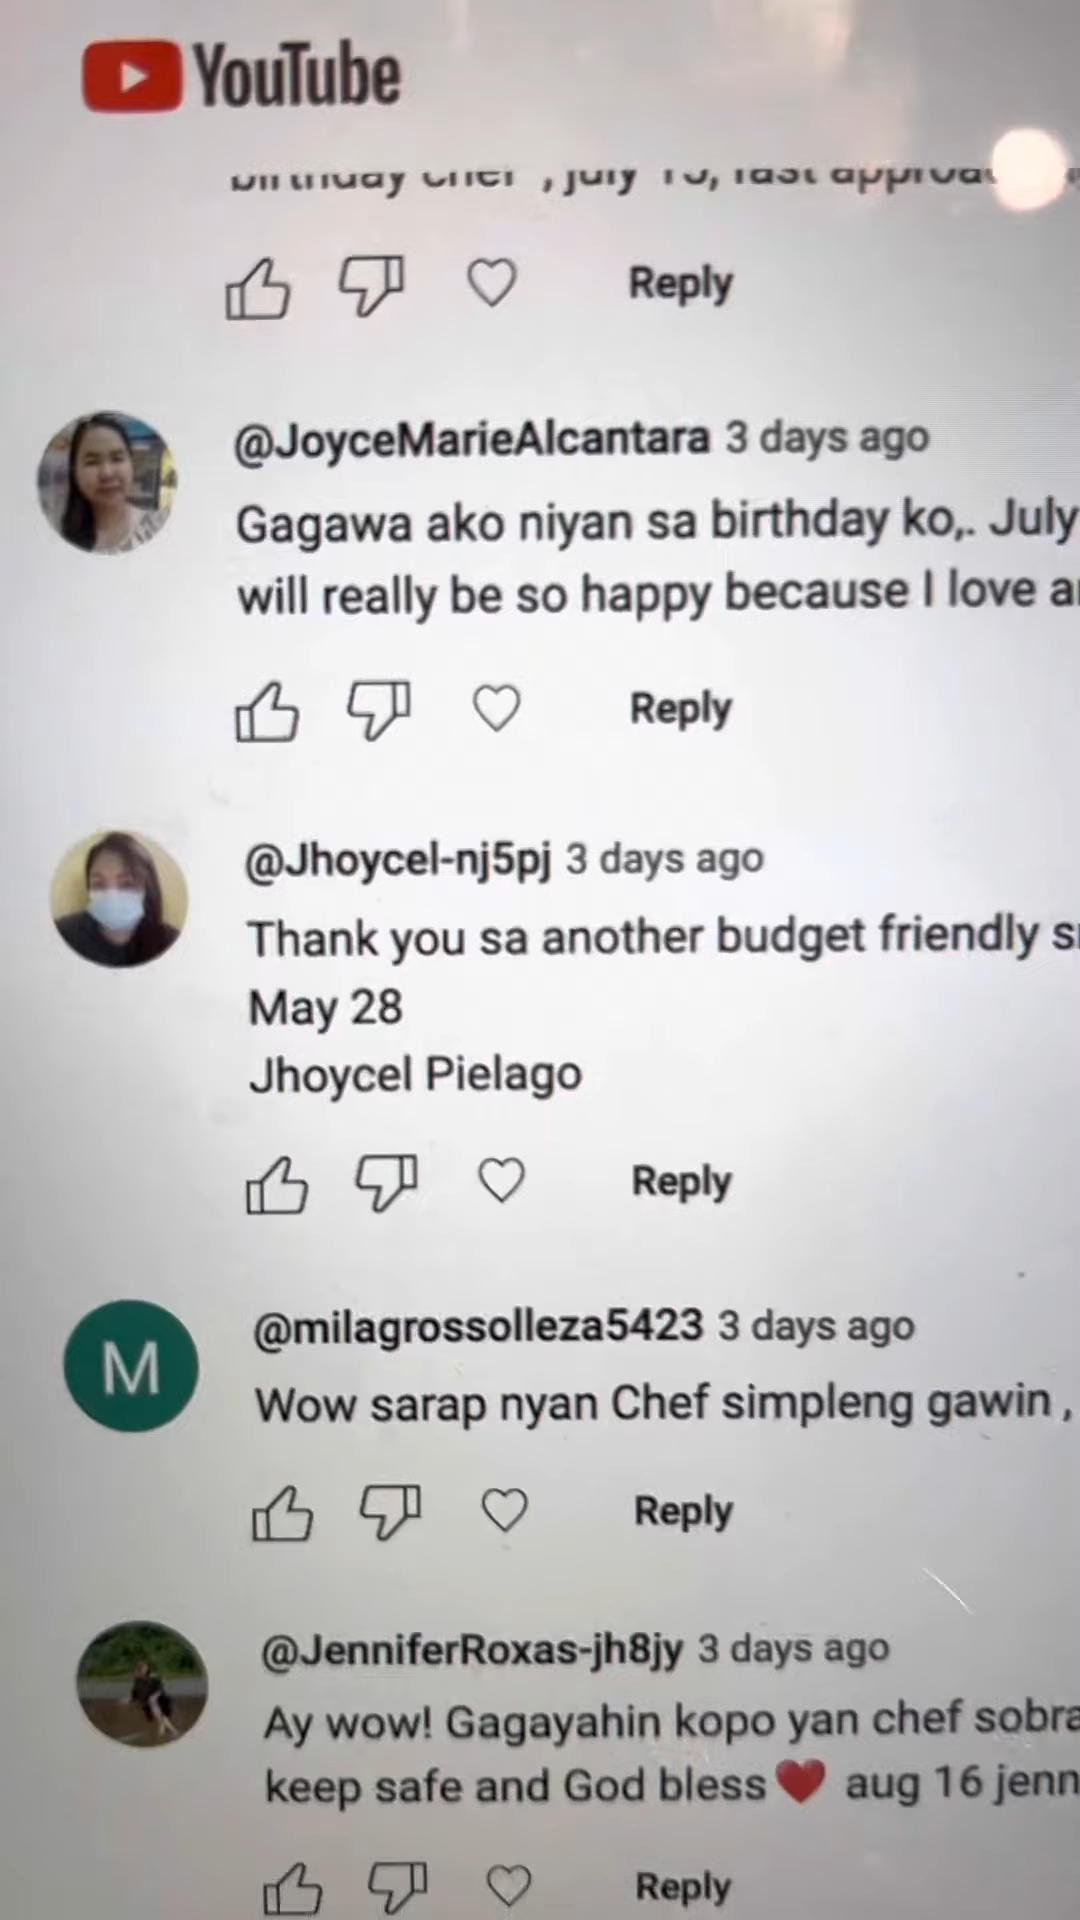 YouTube
birthday chef , july
Reply
@JoyceMarieAlcantara 3 days ago
Gagawa ako niyan sa birthday ko,. July
will really be so happy because I love
Reply
@Jhoycel-nj5pj 3 days ago
Thank you sa another budget friendly
May 28
Jhoycel Pielago
Reply
M
@milagrossolleza5423 3 days ago
Wow sarap nyan Chef simpleng gawin ,
Reply
@JenniferRoxas-jh8jy 3 days ago
Ay wow! Gagayahin kopo yan chef sobra
keep safe and God bless❤️ aug 16 jenn
Reply